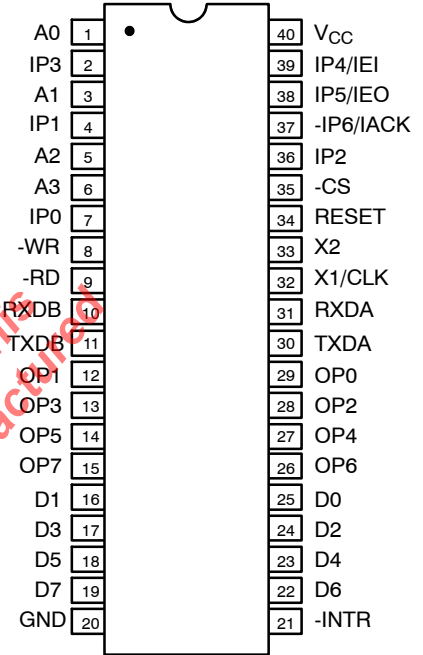 A0 1 40 VCC
IP3 2 39 IP4/IEI
A1 3 38 IP5/IEO
IP1 4 37 -IP6/IACK
A2 5 36 IP2
A3 6 35 -CS
IP0 7 34 RESET
-WR 8 33 X2
-RD 9 32 X1/CLK
RXDB 10 31 RXDA
TXDB 11 30 TXDA
OP1 12 29 OP0
OP3 13 28 OP2
OP5 14 27 OP4
OP7 15 26 OP6
D1 16 25 D0
D3 17 24 D2
D5 18 23 D4
D7 19 22 D6
GND 20 21 -INTR